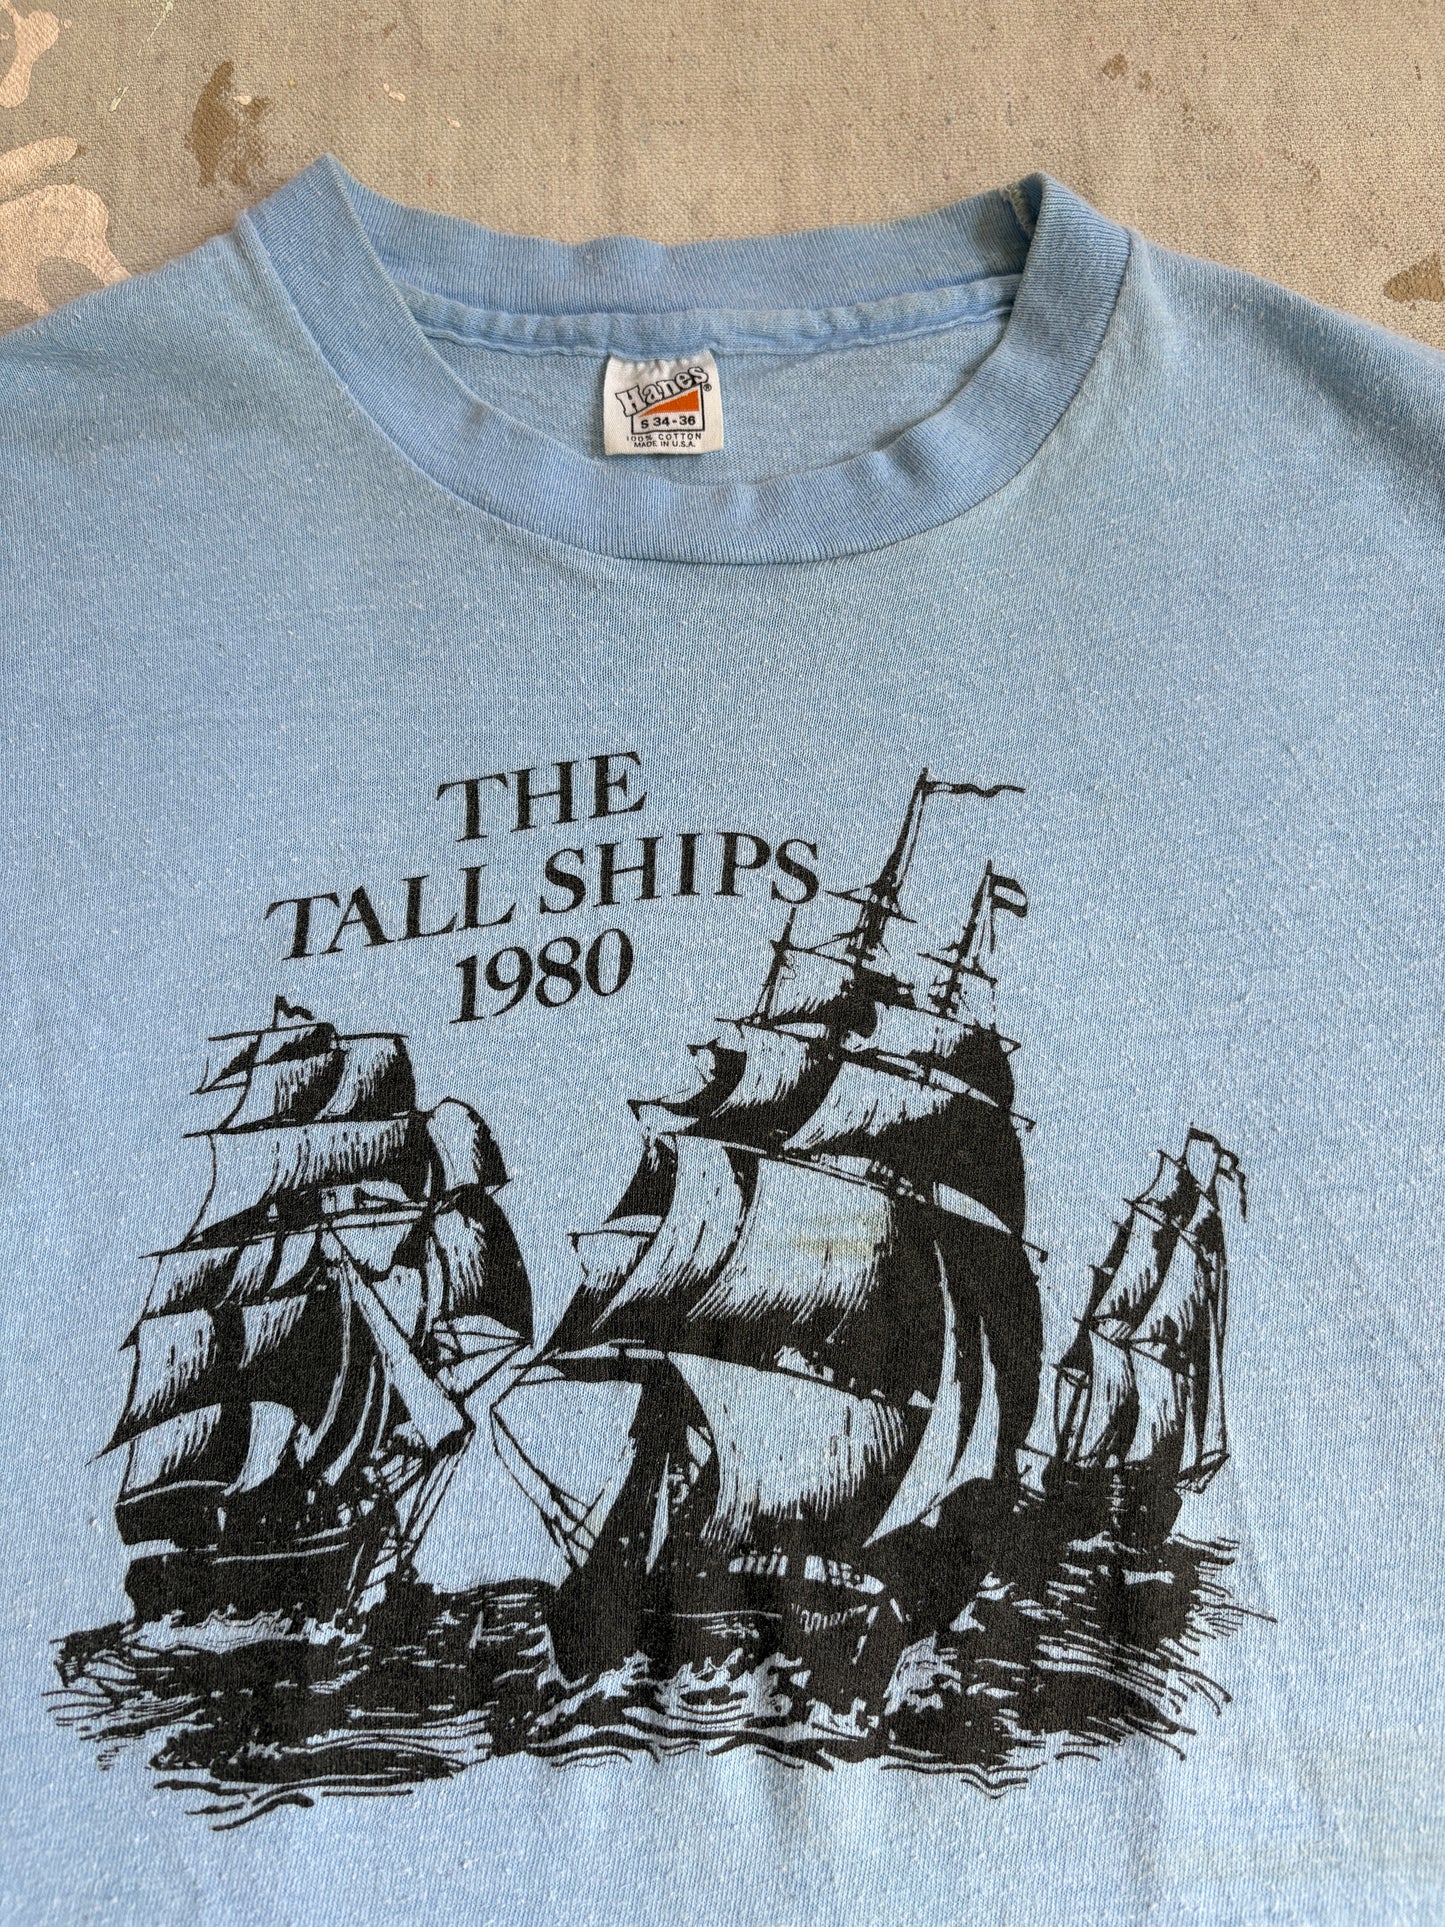 Hanes®
S 34-36
100% COTTON
MADE IN U.S.A.
THE
TALL SHIPS
1980